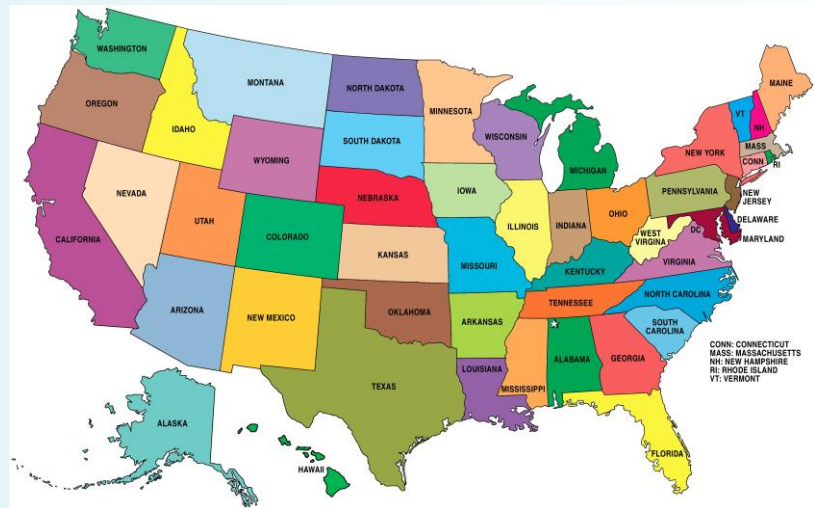 WASHINGTON
OREGON
IDAHO
MONTANA
NORTH DAKOTA
MINNESOTA
SOUTH DAKOTA
WYOMING
WISCONSIN
MICHIGAN
MAINE
VT
NH
MASS
CONN
RI
NEW YORK
CALIFORNIA
NEVADA
UTAH
COLORADO
NEBRASKA
IOWA
ILLINOIS
INDIANA
OHIO
PENNSYLVANIA
NEW
JERSEY
DELAWARE
MARYLAND
DC
WEST
VIRGINIA
VIRGINIA
KANSAS
MISSOURI
KENTUCKY
ARIZONA
NEW MEXICO
OKLAHOMA
ARKANSAS
TENNESSEE
NORTH CAROLINA
SOUTH
CAROLINA
TEXAS
LOUISIANA
MISSISSIPPI
ALABAMA
GEORGIA
FLORIDA
ALASKA
HAWAII
CONN: CONNECTICUT
MASS: MASSACHUSETTS
NH: NEW HAMPSHIRE
RI: RHODE ISLAND
VT: VERMONT